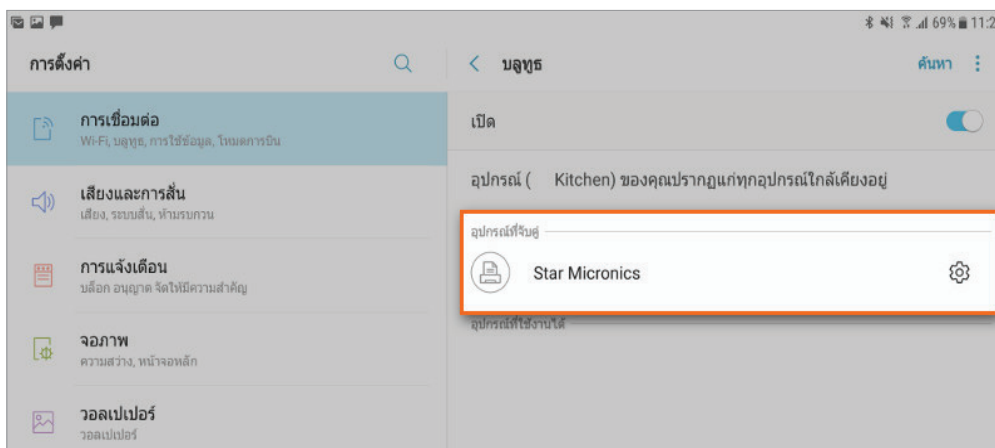 69% 11:2
การตั้งค่า
การเชื่อมต่อ
Wi-Fi, บลูทูธ, การใช้ข้อมูล, โหมดการบิน
เสียงและการสั่น
เสียง, ระบบสั่น, ห้ามรบกวน
การแจ้งเตือน
บล็อก อนุญาต จัดให้มีความสำคัญ
จอภาพ
ความสว่าง, หน้าจอหลัก
วอลเปเปอร์
วอลเปเปอร์
บลูทูธ
ค้นหา
เปิด
อุปกรณ์ ( Kitchen) ของคุณปรากฏแก่ทุกอุปกรณ์ใกล้เคียงอยู่
อุปกรณ์ที่จับคู่
Star Micronics
อุปกรณ์ที่ใช้งานได้